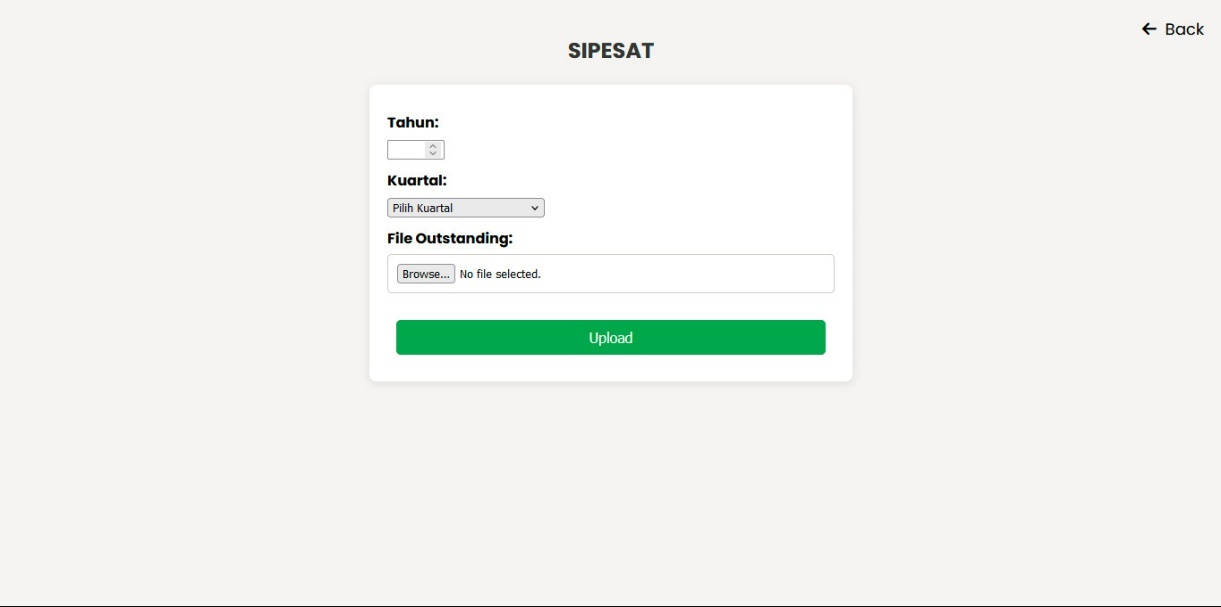 Back
SIPESAT
Tahun:
Kuartal:
Pilih Kuartal
File Outstanding:
Browse... No file selected.
Upload